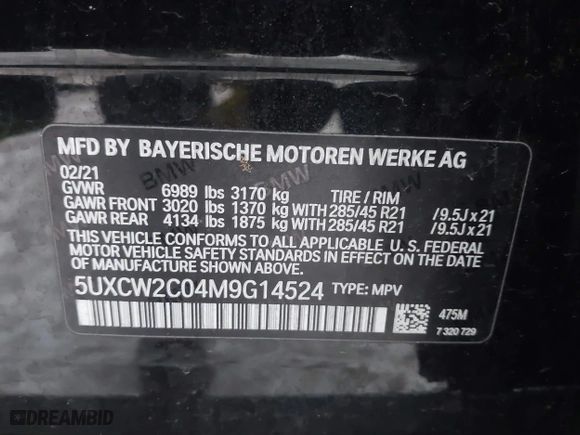 MFD BY BAYERISCHE MOTOREN WERKE AG
02/21
GVWR 6989 lbs 3170 kg TIRE / RIM
GAWR FRONT 3020 lbs 1370 kg WITH 285/45 R21 /9.5J x 21
GAWR REAR 4134 lbs 1875 kg WITH 285/45 R21 /9.5J x 21
THIS VEHICLE CONFORMS TO ALL APPLICABLE U. S. FEDERAL
MOTOR VEHICLE SAFETY STANDARDS IN EFFECT ON THE
DATE OF MANUFACTURE SHOWN ABOVE.
5UXCW2C04M9G14524 TYPE: MPV
475M
7 320 729
DREAMBID